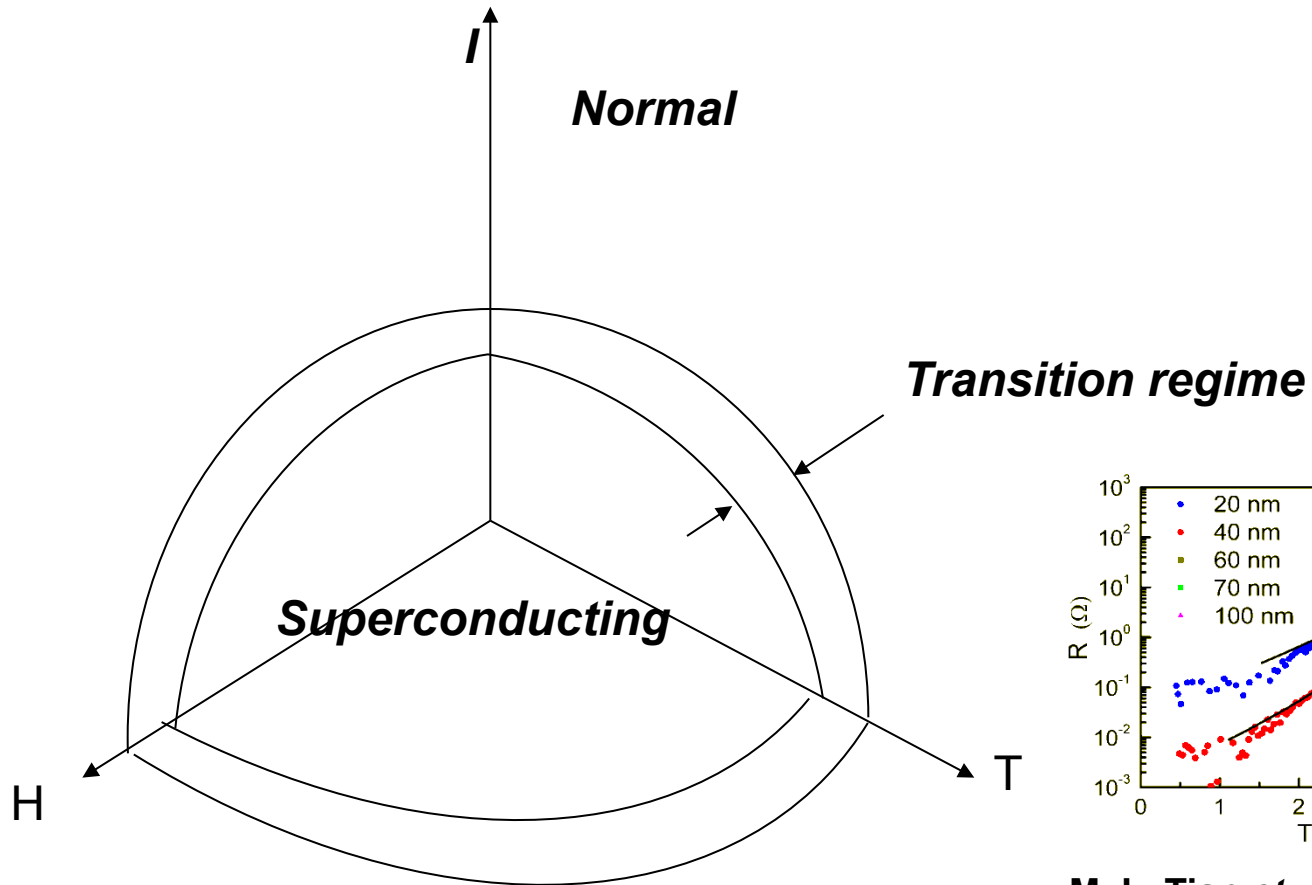 I
Normal
Transition regime
Superconducting
H
T
10³
10²
10¹
10⁰
10⁻¹
10⁻²
10⁻³
R (Ω)
20 nm
40 nm
60 nm
70 nm
100 nm
0 1 2
T